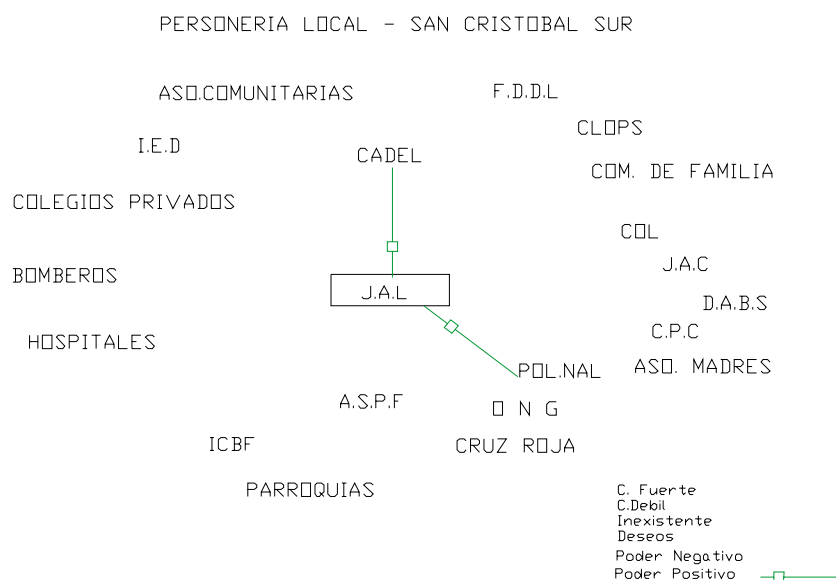 PERSONERIA LOCAL - SAN CRISTOBAL SUR
ASO.COMUNITARIAS
F.D.D.L
CLOPS
I.E.D
CADEL
COM. DE FAMILIA
COLEGIOS PRIVADOS
COL
J.A.C
BOMBEROS
J.A.L
D.A.B.S
C.P.C
HOSPITALES
POL.NAL
ASO. MADRES
A.S.P.F
O N G
ICBF
CRUZ ROJA
PARROQUIAS
C. Fuerte
C.Debil
Inexistente
Deseos
Poder Negativo
Poder Positivo